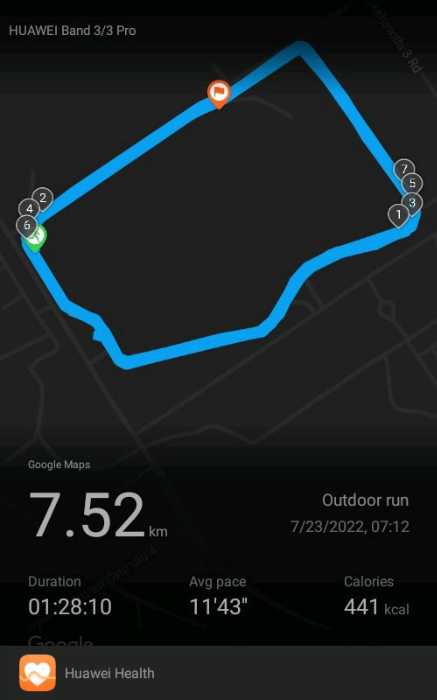 HUAWEI Band 3/3 Pro
2
4
6
7
5
3
1
Google Maps
7.52 km
Outdoor run
7/23/2022, 07:12
Duration
Avg pace
Calories
01:28:10
11'43"
441 kcal
Google
Huawei Health